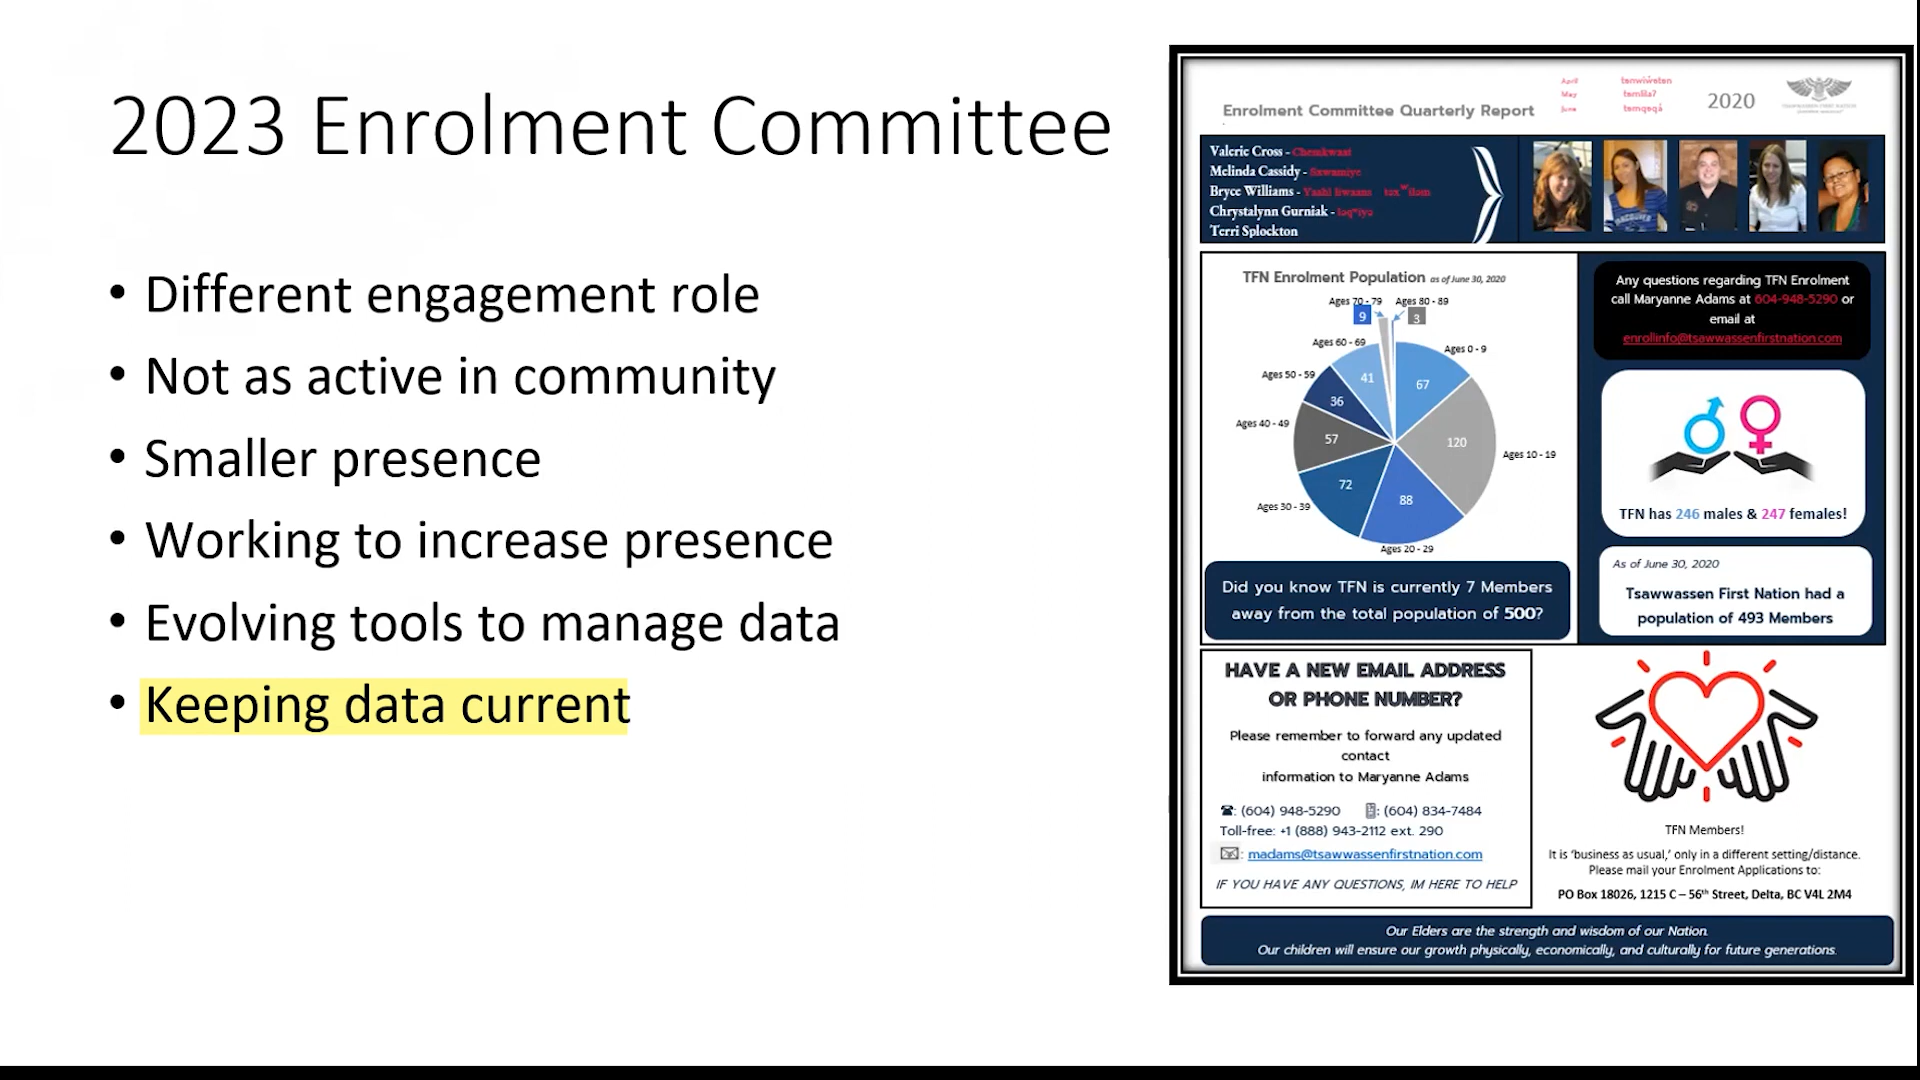 2023 Enrolment Committee
• Different engagement role
• Not as active in community
• Smaller presence
• Working to increase presence
• Evolving tools to manage data
• Keeping data current
Enrolment Committee Quarterly Report
April
May
June
2020
TSAWWASSEN FIRST NATION
Valerie Cross - Chemkwaat
Melinda Cassidy - Sxwamiye
Bryce Williams - Yaahl Hwaans
Chrystalynn Gurniak -
Terri Splockton
TFN Enrolment Population as of June 30, 2020
Ages 70 - 79
Ages 80 - 89
9
3
Ages 60 - 69
Ages 0 - 9
41
67
Ages 50 - 59
36
Ages 40 - 49
57
120
Ages 10 - 19
72
88
Ages 30 - 39
Ages 20 - 29
Did you know TFN is currently 7 Members
away from the total population of 500?
Any questions regarding TFN Enrolment
call Maryanne Adams at 604-948-5290 or
email at
enrollinfo@tsawwassenfirstnation.com
TFN has 246 males & 247 females!
As of June 30, 2020
Tsawwassen First Nation had a
population of 493 Members
HAVE A NEW EMAIL ADDRESS
OR PHONE NUMBER?
Please remember to forward any updated
contact
information to Maryanne Adams
☎: (604) 948-5290 : (604) 834-7484
Toll-free: +1 (888) 943-2112 ext. 290
: madams@tsawwassenfirstnation.com
IF YOU HAVE ANY QUESTIONS, IM HERE TO HELP
TFN Members!
It is ‘business as usual,’ only in a different setting/distance.
Please mail your Enrolment Applications to:
PO Box 18026, 1215 C – 56th Street, Delta, BC V4L 2M4
Our Elders are the strength and wisdom of our Nation.
Our children will ensure our growth physically, economically, and culturally for future generations.